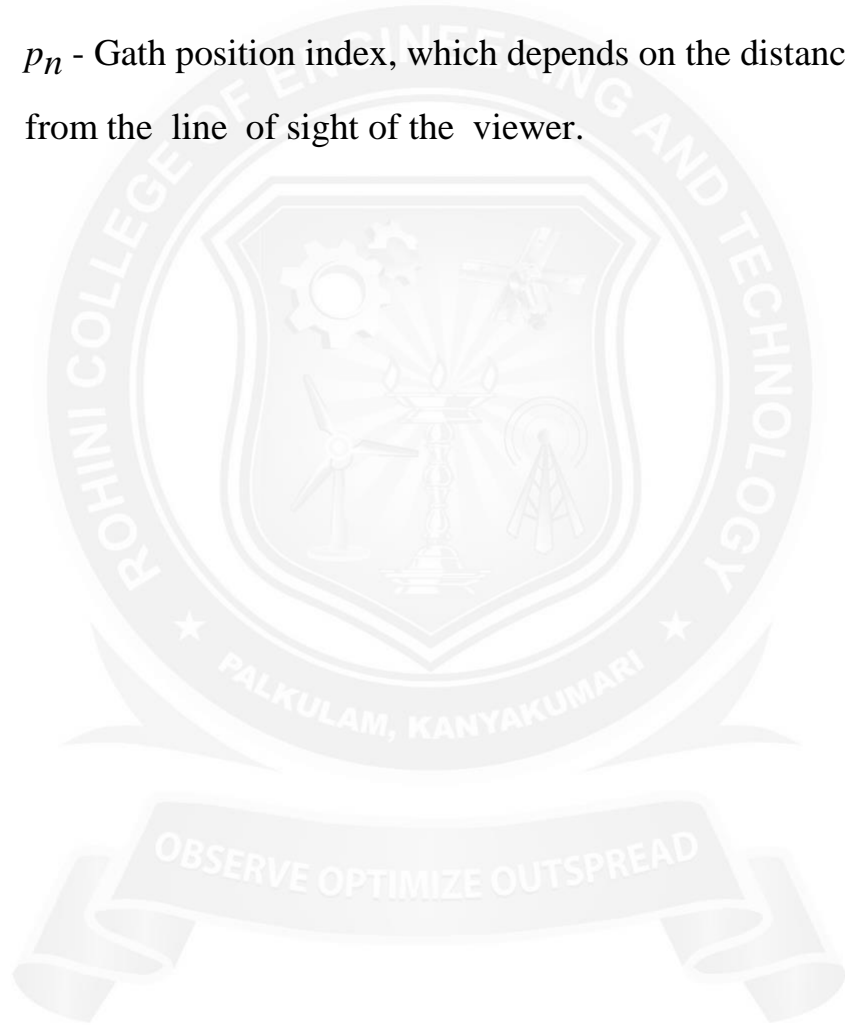 pn - Gath position index, which depends on the distanc
from the line of sight of the viewer.
ROHINI COLLEGE OF ENGINEERING AND TECHNOLOGY
PALKULAM, KANYAKUMARI
OBSERVE OPTIMIZE OUTSPREAD